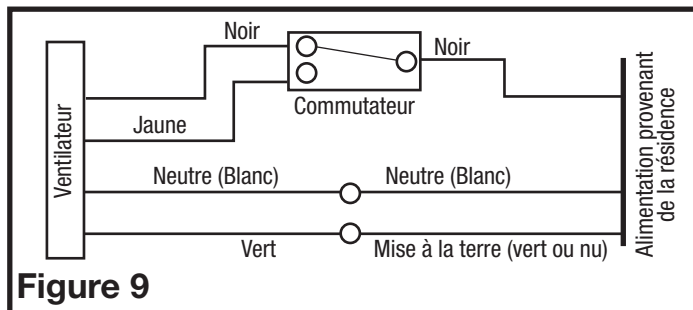 Noir
Noir
Commutateur
Jaune
Ventilateur
Neutre (Blanc)
Neutre (Blanc)
Vert
Mise à la terre (vert ou nu)
Alimentation provenant
de la résidence
Figure 9